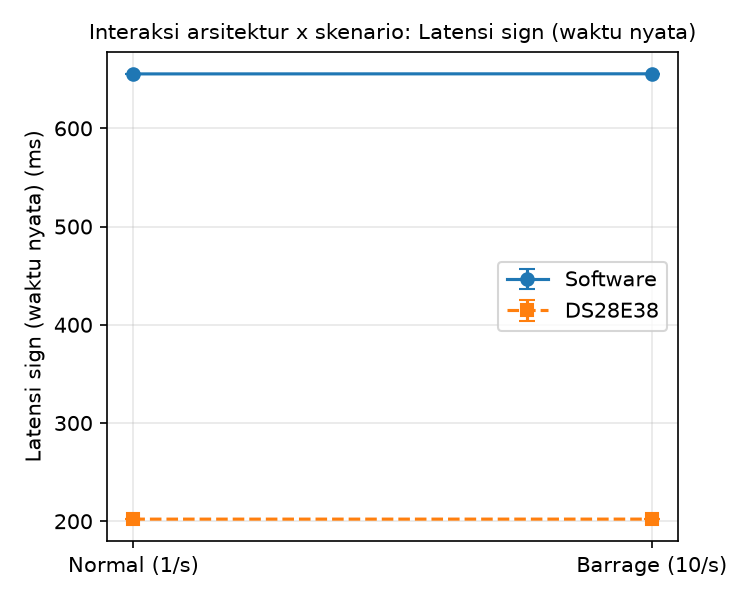 Interaksi arsitektur x skenario: Latensi sign (waktu nyata)
Latensi sign (waktu nyata) (ms)
600
500
400
300
200
Software
DS28E38
Normal (1/s)
Barrage (10/s)